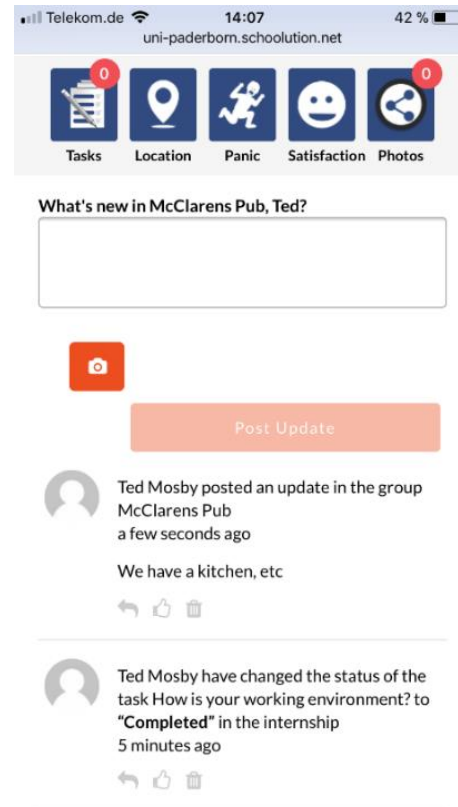 Telekom.de 14:07 42 %
uni-paderborn.schoolution.net
0 0
Tasks Location Panic Satisfaction Photos
What's new in McClarens Pub, Ted?
Post Update
Ted Mosby posted an update in the group
McClarens Pub
a few seconds ago
We have a kitchen, etc
Ted Mosby have changed the status of the
task How is your working environment? to
“Completed” in the internship
5 minutes ago